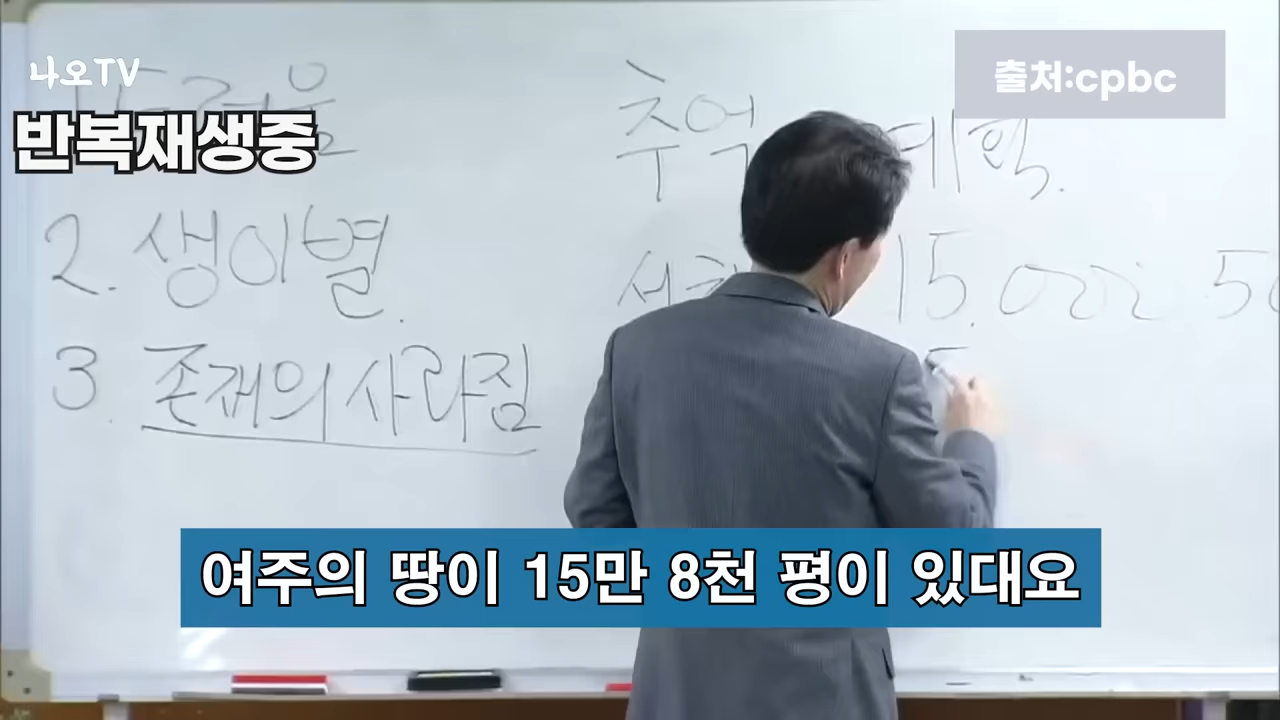 나오TV
출처:cpbc
반복재생중
추억
2. 생이별.
15.000 50
3. 존재의 사라짐
여주의 땅이 15만 8천 평이 있대요